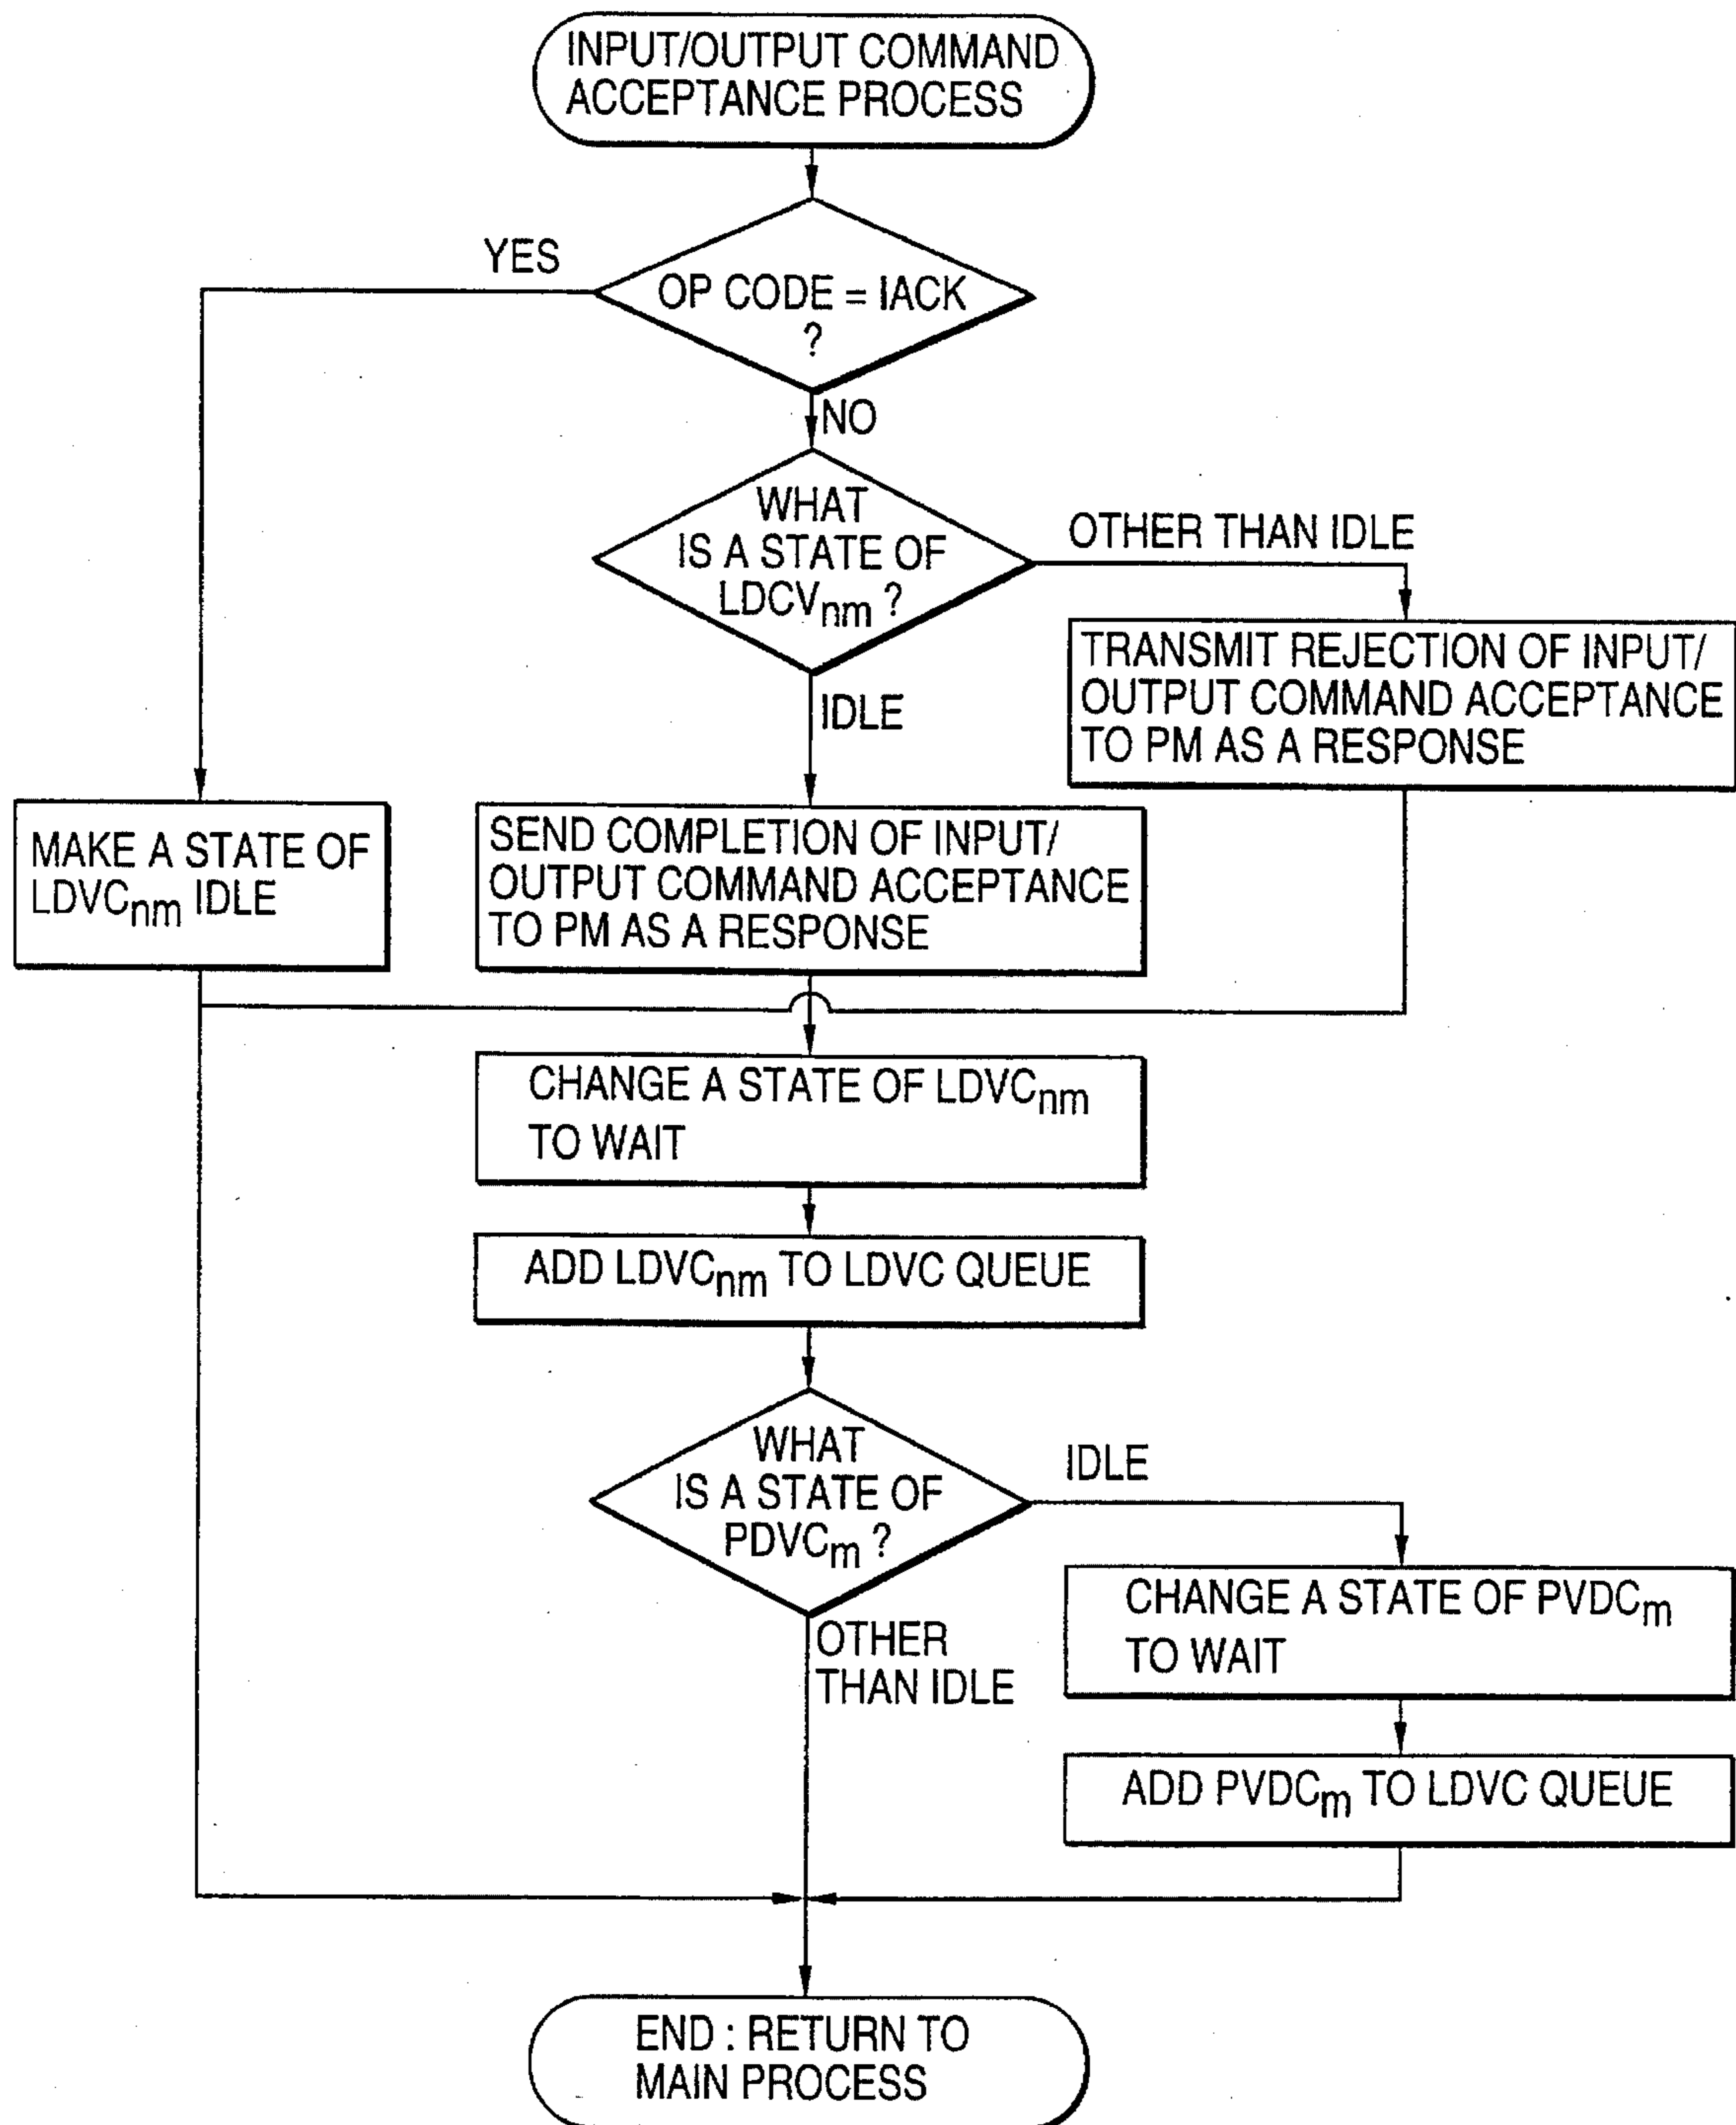 INPUT/OUTPUT COMMAND
ACCEPTANCE PROCESS
YES
OP CODE = IACK
?
NO
WHAT
IS A STATE OF
LDCVnm ?
OTHER THAN IDLE
TRANSMIT REJECTION OF INPUT/
OUTPUT COMMAND ACCEPTANCE
TO PM AS A RESPONSE
IDLE
MAKE A STATE OF
LDVCnm IDLE
SEND COMPLETION OF INPUT/
OUTPUT COMMAND ACCEPTANCE
TO PM AS A RESPONSE
CHANGE A STATE OF LDVCnm
TO WAIT
ADD LDVCnm TO LDVC QUEUE
WHAT
IS A STATE OF
PDVCm ?
IDLE
CHANGE A STATE OF PVDCm
TO WAIT
OTHER
THAN IDLE
ADD PVDCm TO LDVC QUEUE
END : RETURN TO
MAIN PROCESS